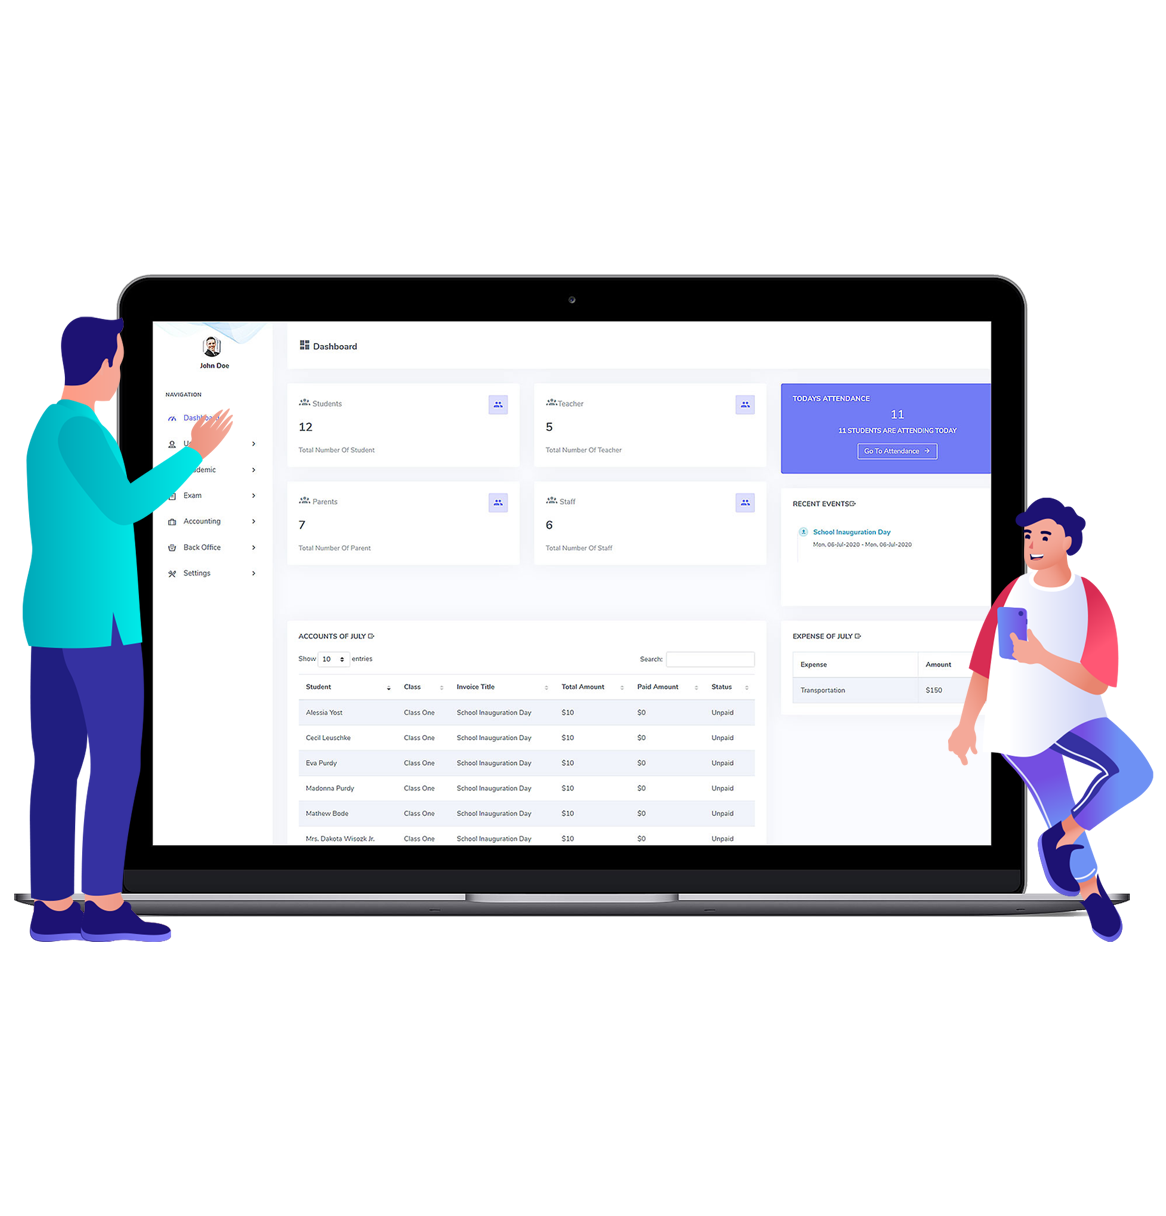 John Doe
NAVIGATION
Dashboard
Exam
Accounting
Back Office
Settings
Dashboard
Students
12
Total Number Of Student
Teacher
5
Total Number Of Teacher
Parents
7
Total Number Of Parent
Staff
6
Total Number Of Staff
TODAYS ATTENDANCE
11
11 STUDENTS ARE ATTENDING TODAY
Go To Attendance
RECENT EVENTS
School Inauguration Day
Mon, 06-Jul-2020 - Mon, 06-Jul-2020
ACCOUNTS OF JULY
Show 10 entries Search:
Student Class Invoice Title Total Amount Paid Amount Status
Alessia Yost Class One School Inauguration Day $10 $0 Unpaid
Cecil Leuschke Class One School Inauguration Day $10 $0 Unpaid
Eva Purdy Class One School Inauguration Day $10 $0 Unpaid
Madonna Purdy Class One School Inauguration Day $10 $0 Unpaid
Mathew Bode Class One School Inauguration Day $10 $0 Unpaid
Mrs. Dakota Wisozk Jr. Class One School Inauguration Day $10 $0 Unpaid
EXPENSE OF JULY
Expense Amount
Transportation $150